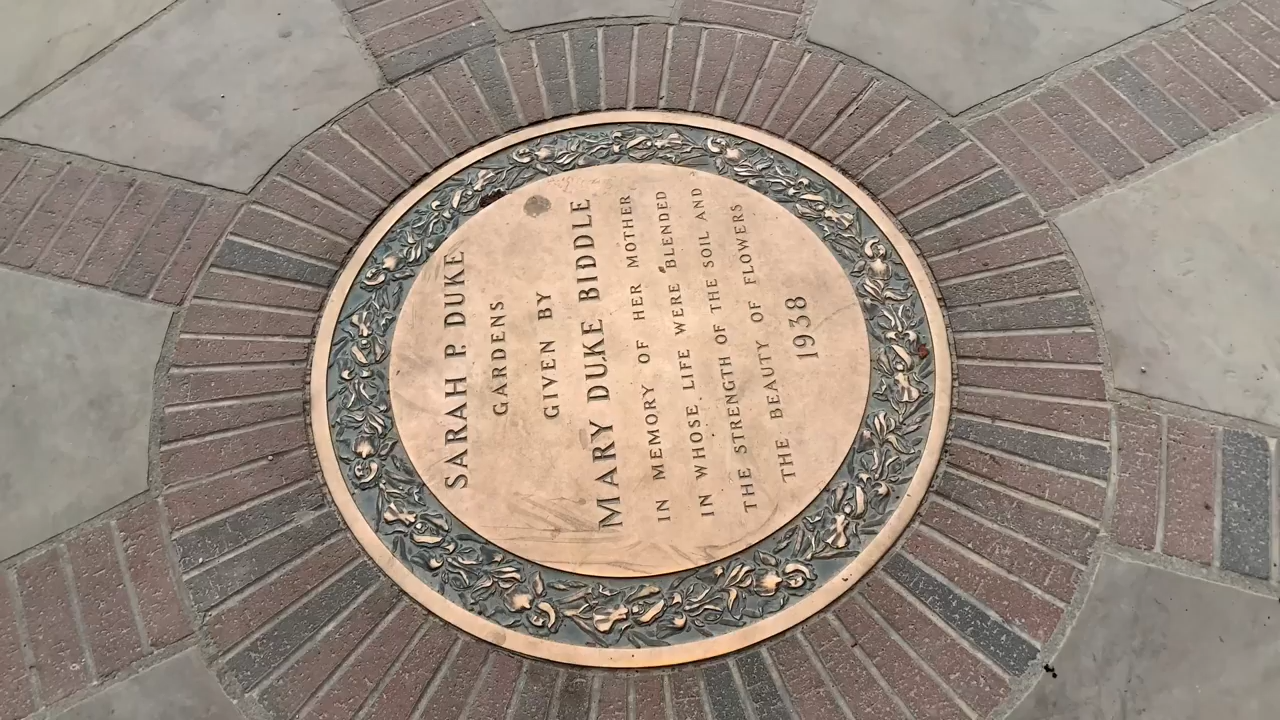 SARAH P. DUKE
GARDENS
GIVEN BY
MARY DUKE BIDDLE
IN MEMORY OF HER MOTHER
IN WHOSE LIFE WERE BLENDED
THE STRENGTH OF THE SOIL AND
THE BEAUTY OF FLOWERS
1938